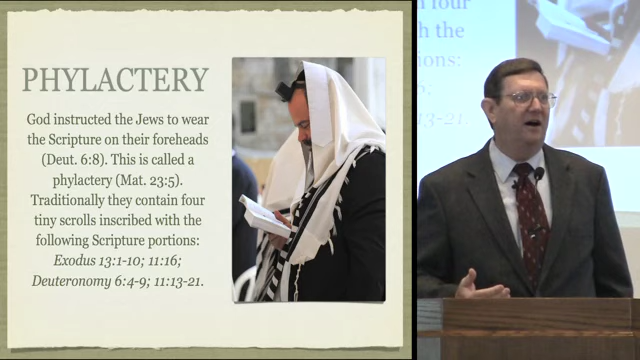 PHYLACTERY
God instructed the Jews to wear
the Scripture on their foreheads
(Deut. 6:8). This is called a
phylactery (Mat. 23:5).
Traditionally they contain four
tiny scrolls inscribed with the
following Scripture portions:
Exodus 13:1-10; 11:16;
Deuteronomy 6:4-9; 11:13-21.
four
h the
ions:
13-21.